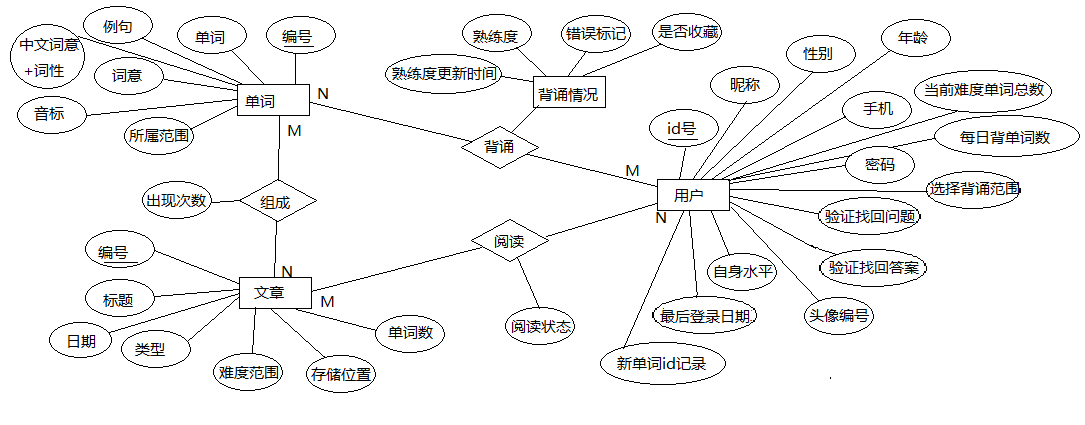 例句
单词
编号
中文词意
+词性
词意
音标
所属范围
单词
N
M
熟练度
错误标记
是否收藏
熟练度更新时间
背诵情况
背诵
M
id号
昵称
性别
年龄
当前难度单词总数
手机
每日背单词数
密码
选择背诵范围
用户
N
验证找回问题
验证找回答案
自身水平
头像编号
最后登录日期
新单词id记录
出现次数
组成
阅读
阅读状态
编号
N
文章
M
标题
日期
类型
难度范围
存储位置
单词数